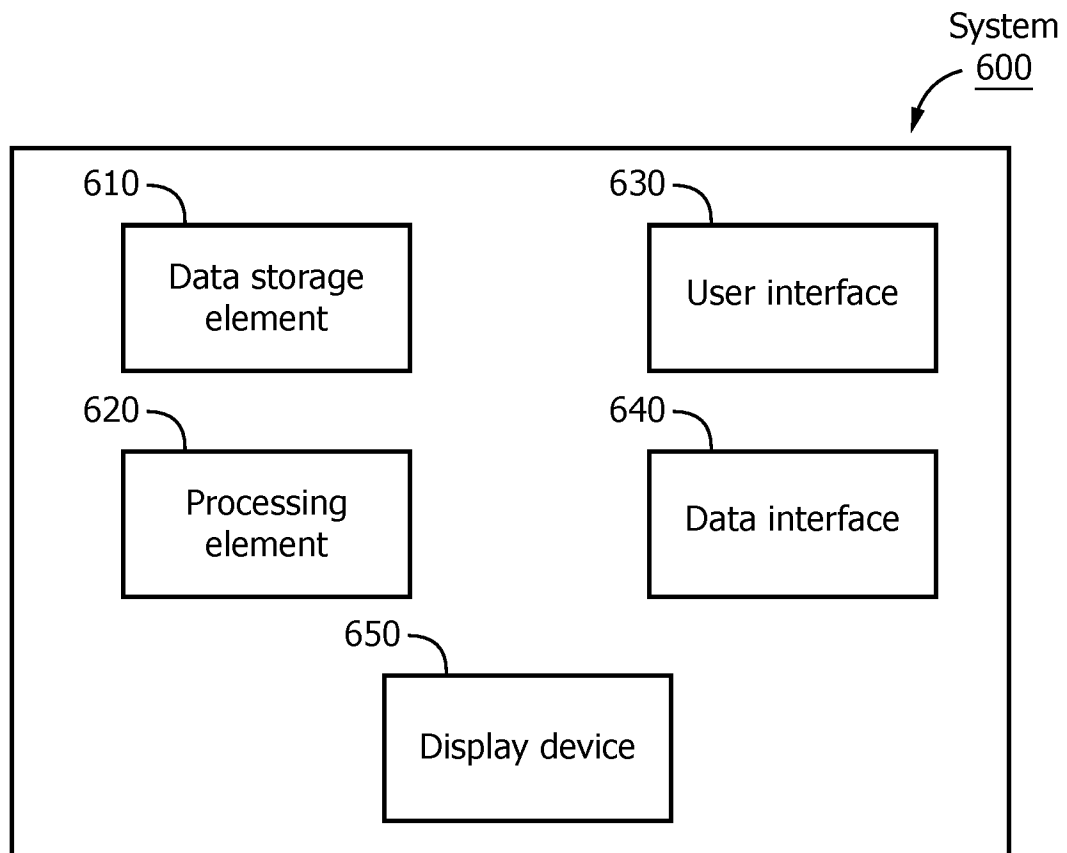 System
600
610
630
Data storage
element
User interface
620
640
Processing
element
Data interface
650
Display device